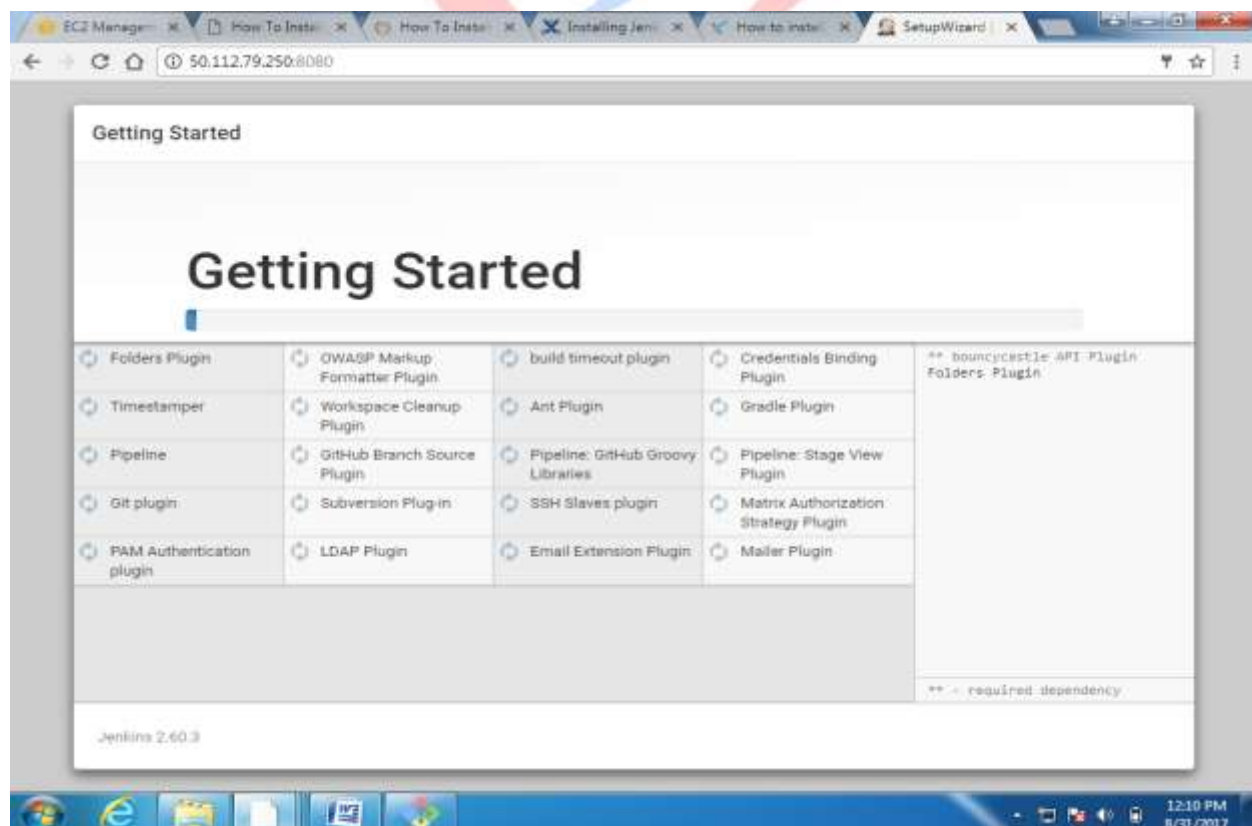 EC2 Manage
How To Insta
How To Insta
Installing Jen
How to instal
SetupWizard
50.112.79.250:8080
Getting Started
Getting Started
Folders Plugin
OWASP Markup
Formatter Plugin
build timeout plugin
Credentials Binding
Plugin
** bouncycastle API Plugin
Folders Plugin
Timestamper
Workspace Cleanup
Plugin
Ant Plugin
Gradle Plugin
Pipeline
GitHub Branch Source
Plugin
Pipeline: GitHub Groovy
Libraries
Pipeline: Stage View
Plugin
Git plugin
Subversion Plug-in
SSH Slaves plugin
Matrix Authorization
Strategy Plugin
PAM Authentication
plugin
LDAP Plugin
Email Extension Plugin
Mailer Plugin
** - required dependency
Jenkins 2.60.3
12:10 PM
8/31/2017